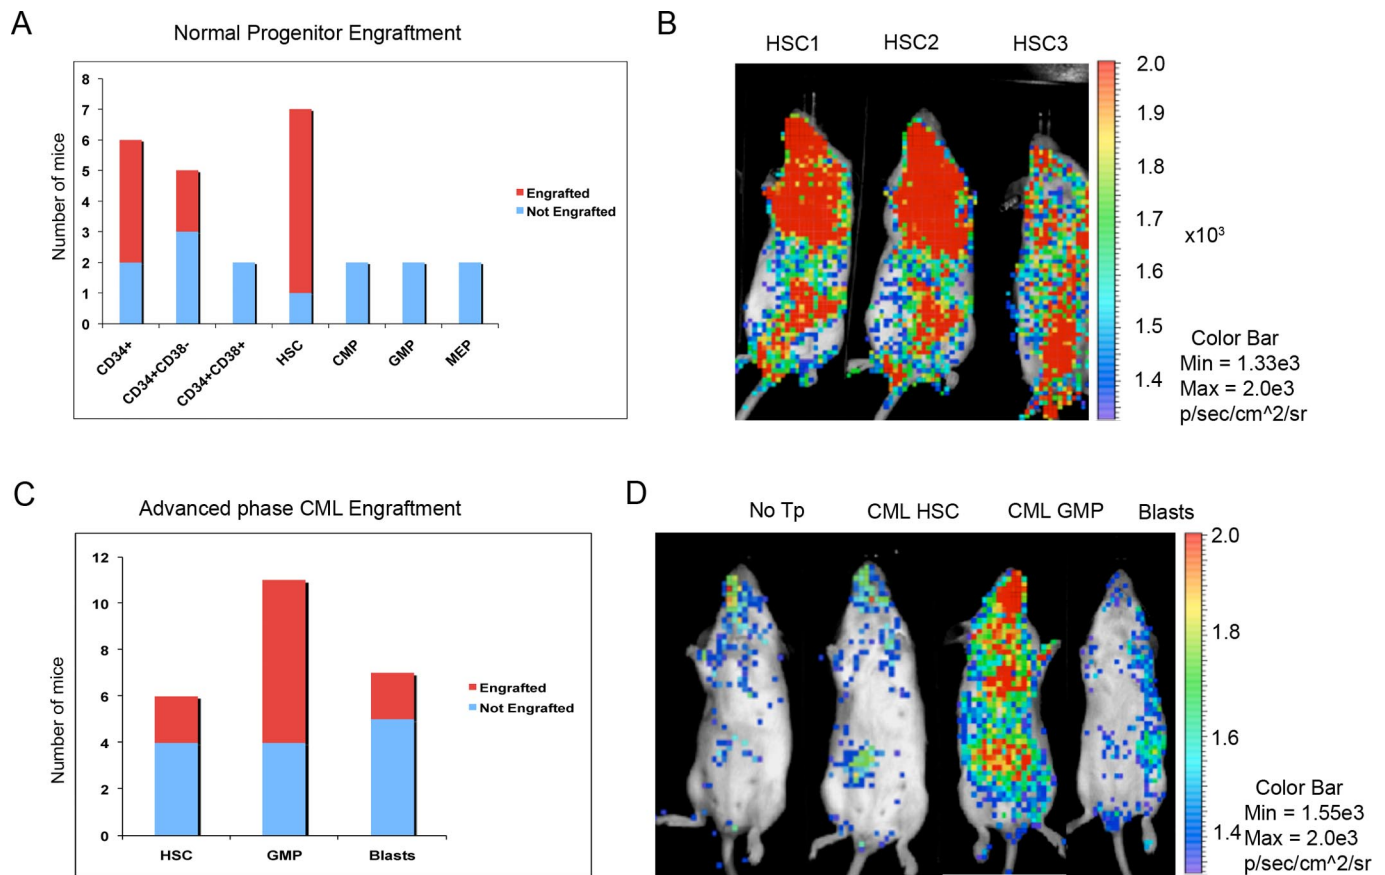 A
Normal Progenitor Engraftment
Number of mice
8
7
6
5
4
3
2
1
0
CD34+
CD34+CD38-
CD34+CD38+
HSC
CMP
GMP
MEP
Engrafted
Not Engrafted
B
HSC1 HSC2 HSC3
2.0
1.9
1.8
1.7
1.6
1.5
1.4
x10³
Color Bar
Min = 1.33e3
Max = 2.0e3
p/sec/cm^2/sr
C
Advanced phase CML Engraftment
Number of mice
12
10
8
6
4
2
0
HSC
GMP
Blasts
Engrafted
Not Engrafted
D
No Tp CML HSC CML GMP Blasts
2.0
1.8
1.6
1.4
Color Bar
Min = 1.55e3
Max = 2.0e3
p/sec/cm^2/sr